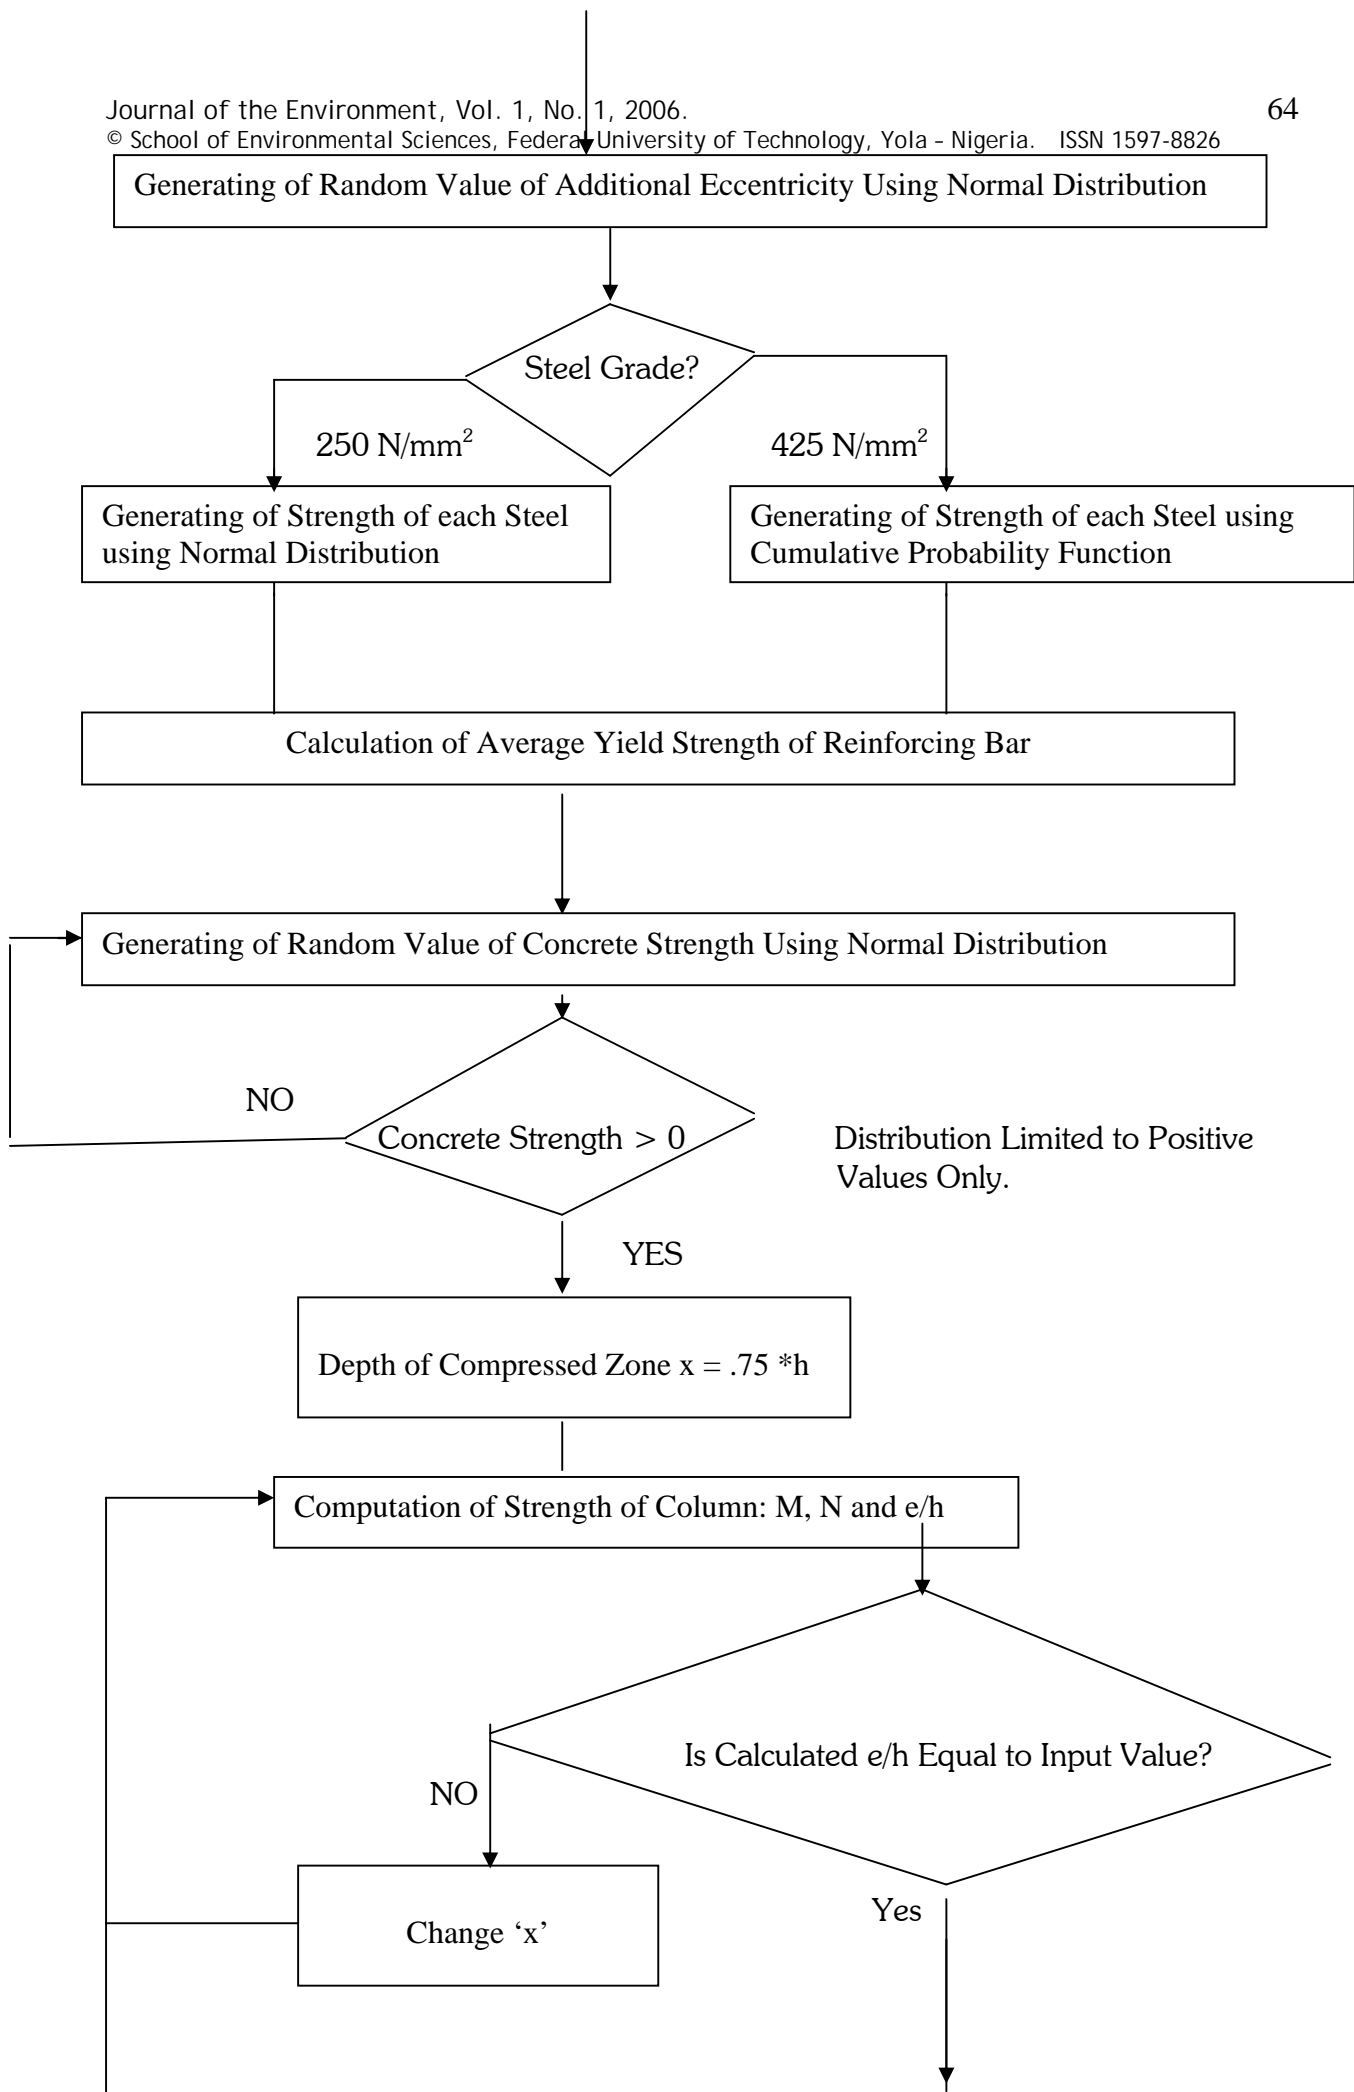 Journal of the Environment, Vol. 1, No. 1, 2006. 64
© School of Environmental Sciences, Federal University of Technology, Yola – Nigeria. ISSN 1597-8826
Generating of Random Value of Additional Eccentricity Using Normal Distribution
Steel Grade?
250 N/mm²
425 N/mm²
Generating of Strength of each Steel
using Normal Distribution
Generating of Strength of each Steel using
Cumulative Probability Function
Calculation of Average Yield Strength of Reinforcing Bar
Generating of Random Value of Concrete Strength Using Normal Distribution
NO
Concrete Strength > 0
Distribution Limited to Positive
Values Only.
YES
Depth of Compressed Zone x = .75 *h
Computation of Strength of Column: M, N and e/h
Is Calculated e/h Equal to Input Value?
NO
Yes
Change ‘x’